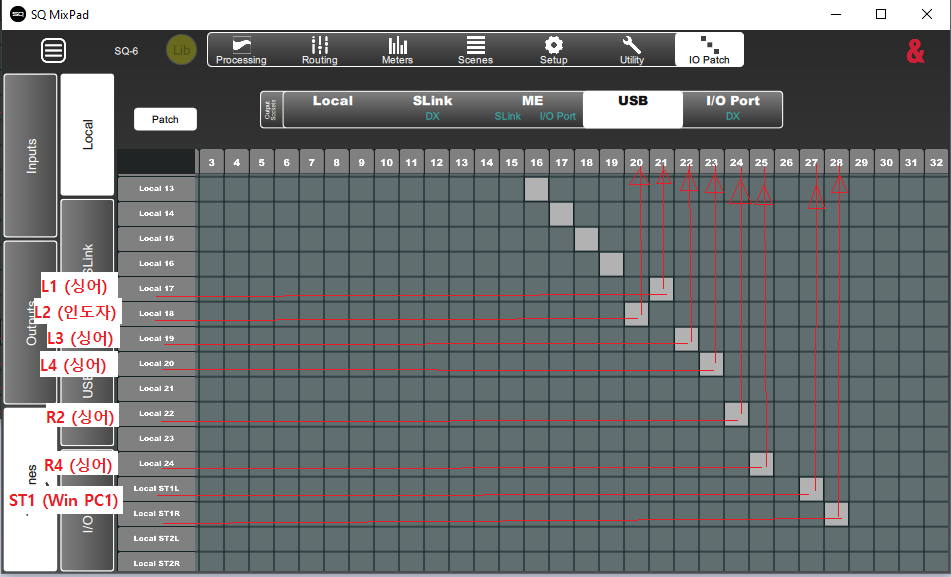 SQ MixPad
SQ-6
Lib
Processing
Routing
Meters
Scenes
Setup
Utility
IO Patch
&
Patch
Output Sockets
Local
SLink
DX
ME
SLink I/O Port
USB
I/O Port
DX
Inputs
Outputs
nes
Local
SLink
USB
I/O
3 4 5 6 7 8 9 10 11 12 13 14 15 16 17 18 19 20 21 22 23 24 25 26 27 28 29 30 31 32
Local 13
Local 14
Local 15
Local 16
L1 (싱어) Local 17
L2 (인도자) Local 18
L3 (싱어) Local 19
L4 (싱어) Local 20
Local 21
R2 (싱어) Local 22
Local 23
R4 (싱어) Local 24
ST1 (Win PC1) Local ST1L
Local ST1R
Local ST2L
Local ST2R